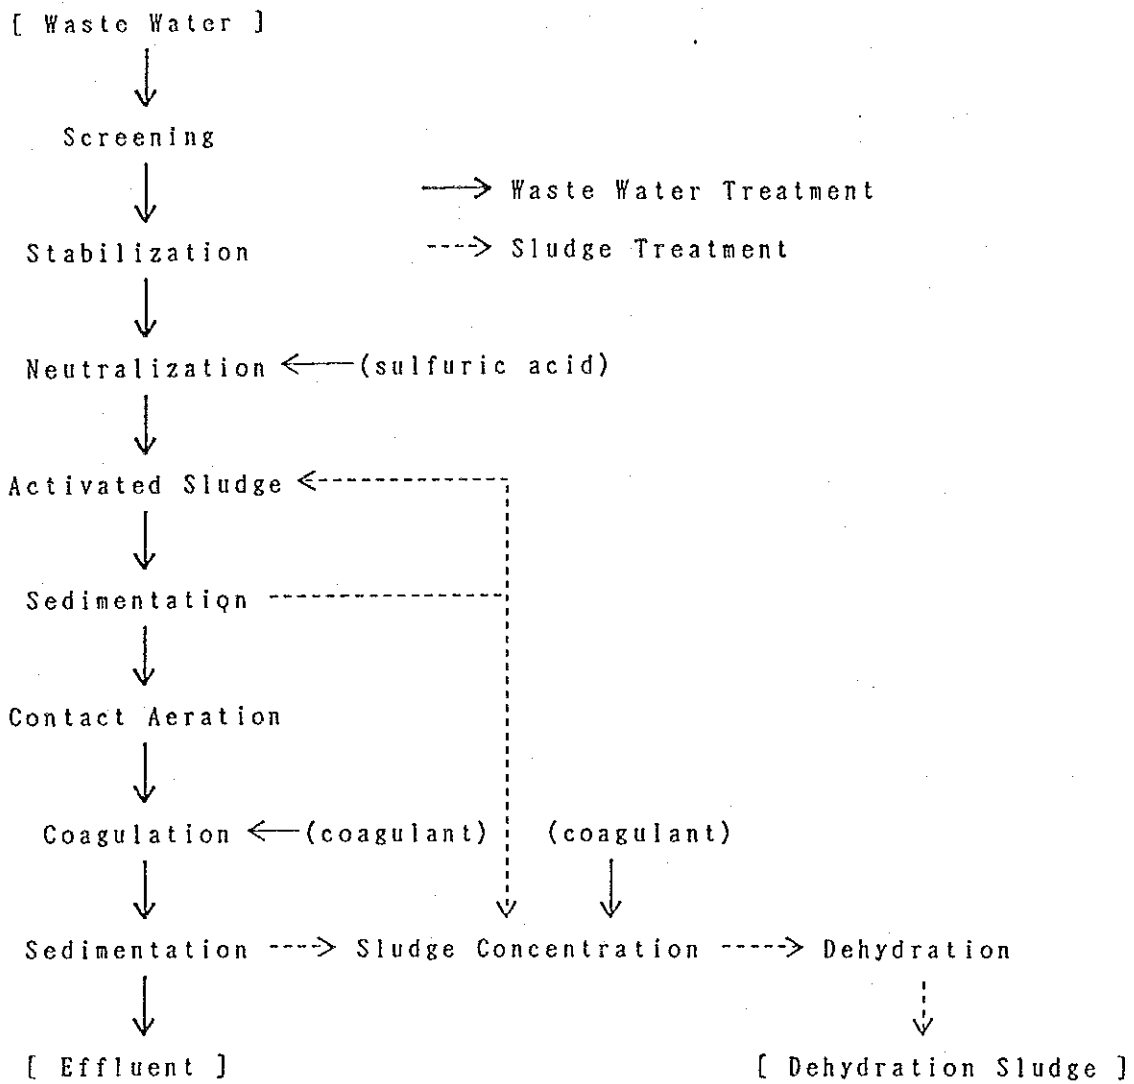 [ Waste Water ]
Screening
Waste Water Treatment
Stabilization
Sludge Treatment
Neutralization (sulfuric acid)
Activated Sludge
Sedimentation
Contact Aeration
Coagulation (coagulant) (coagulant)
Sedimentation Sludge Concentration Dehydration
[ Effluent ] [ Dehydration Sludge ]